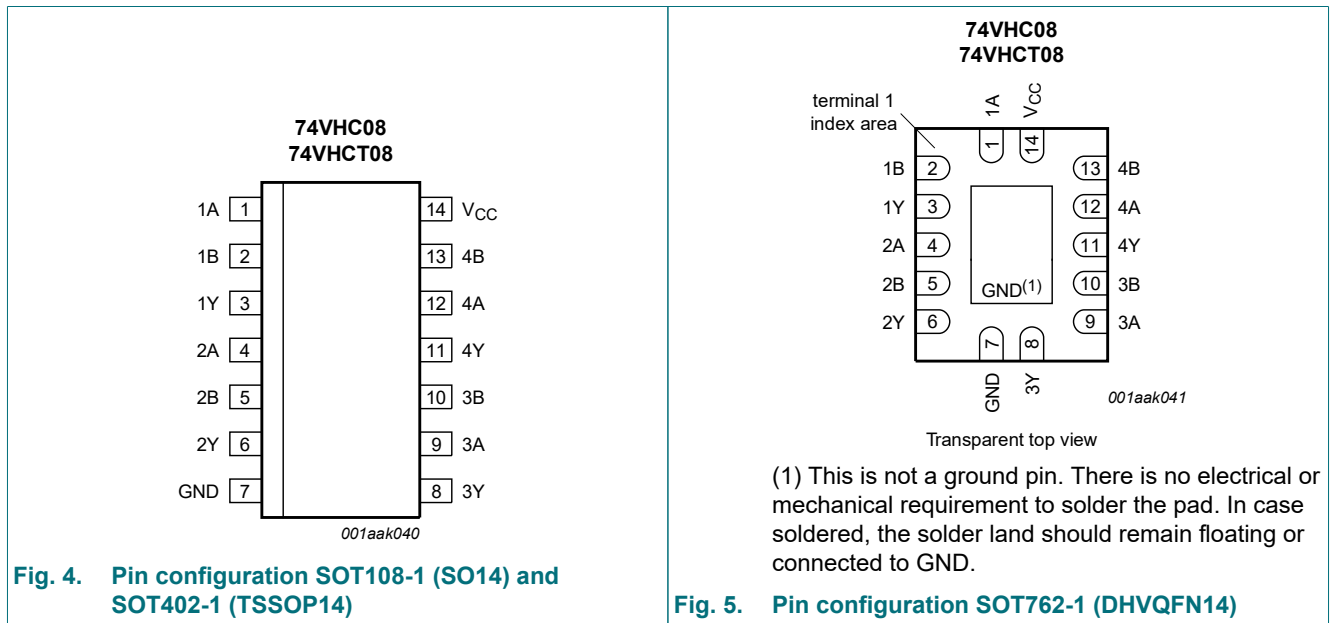 74VHC08
74VHCT08
1A 1 14 VCC
1B 2 13 4B
1Y 3 12 4A
2A 4 11 4Y
2B 5 10 3B
2Y 6 9 3A
GND 7 8 3Y
001aak040
Fig. 4. Pin configuration SOT108-1 (SO14) and
SOT402-1 (TSSOP14)
74VHC08
74VHCT08
terminal 1
index area
1A VCC
1 14
1B 2 13 4B
1Y 3 12 4A
2A 4 11 4Y
2B 5 10 3B
GND(1)
2Y 6 9 3A
7 8
GND 3Y
001aak041
Transparent top view
(1) This is not a ground pin. There is no electrical or
mechanical requirement to solder the pad. In case
soldered, the solder land should remain floating or
connected to GND.
Fig. 5. Pin configuration SOT762-1 (DHVQFN14)